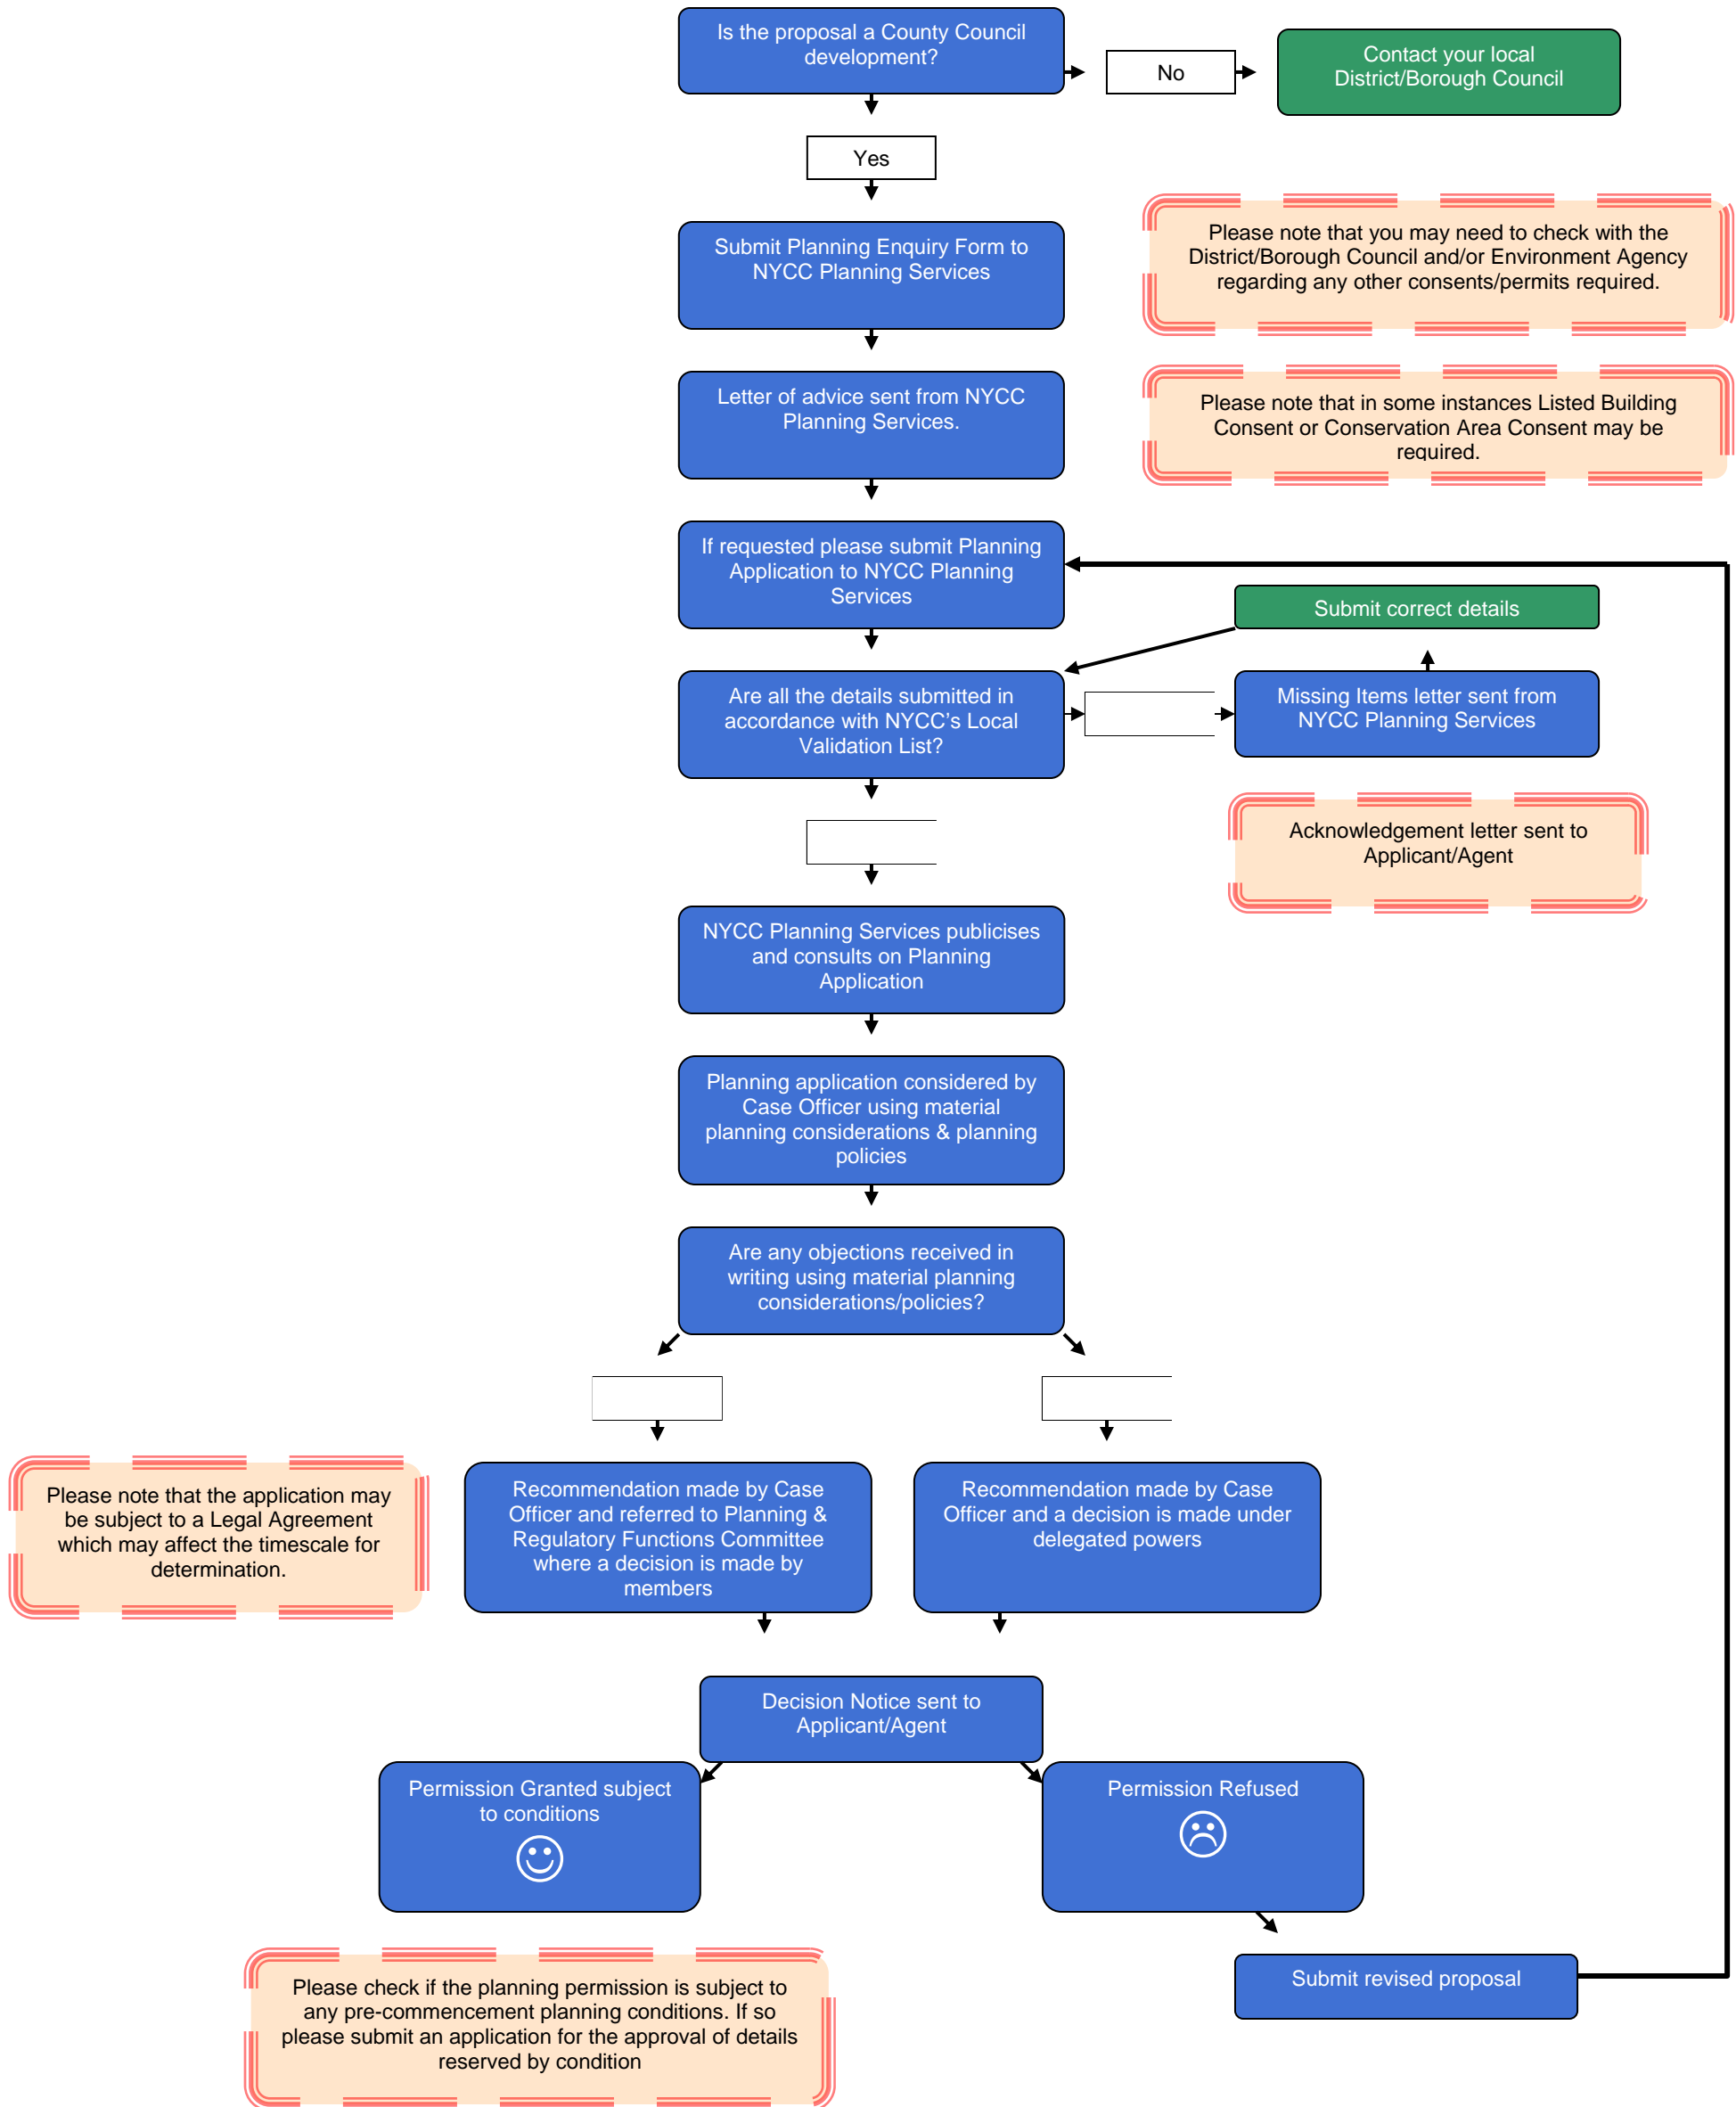 Is the proposal a County Council
development?
No
Contact your local
District/Borough Council
Yes
Submit Planning Enquiry Form to
NYCC Planning Services
Please note that you may need to check with the
District/Borough Council and/or Environment Agency
regarding any other consents/permits required.
Letter of advice sent from NYCC
Planning Services.
Please note that in some instances Listed Building
Consent or Conservation Area Consent may be
required.
If requested please submit Planning
Application to NYCC Planning
Services
Submit correct details
Are all the details submitted in
accordance with NYCC’s Local
Validation List?
Missing Items letter sent from
NYCC Planning Services
Acknowledgement letter sent to
Applicant/Agent
NYCC Planning Services publicises
and consults on Planning
Application
Planning application considered by
Case Officer using material
planning considerations & planning
policies
Are any objections received in
writing using material planning
considerations/policies?
Please note that the application may
be subject to a Legal Agreement
which may affect the timescale for
determination.
Recommendation made by Case
Officer and referred to Planning &
Regulatory Functions Committee
where a decision is made by
members
Recommendation made by Case
Officer and a decision is made under
delegated powers
Decision Notice sent to
Applicant/Agent
Permission Granted subject
to conditions
Permission Refused
Submit revised proposal
Please check if the planning permission is subject to
any pre-commencement planning conditions. If so
please submit an application for the approval of details
reserved by condition